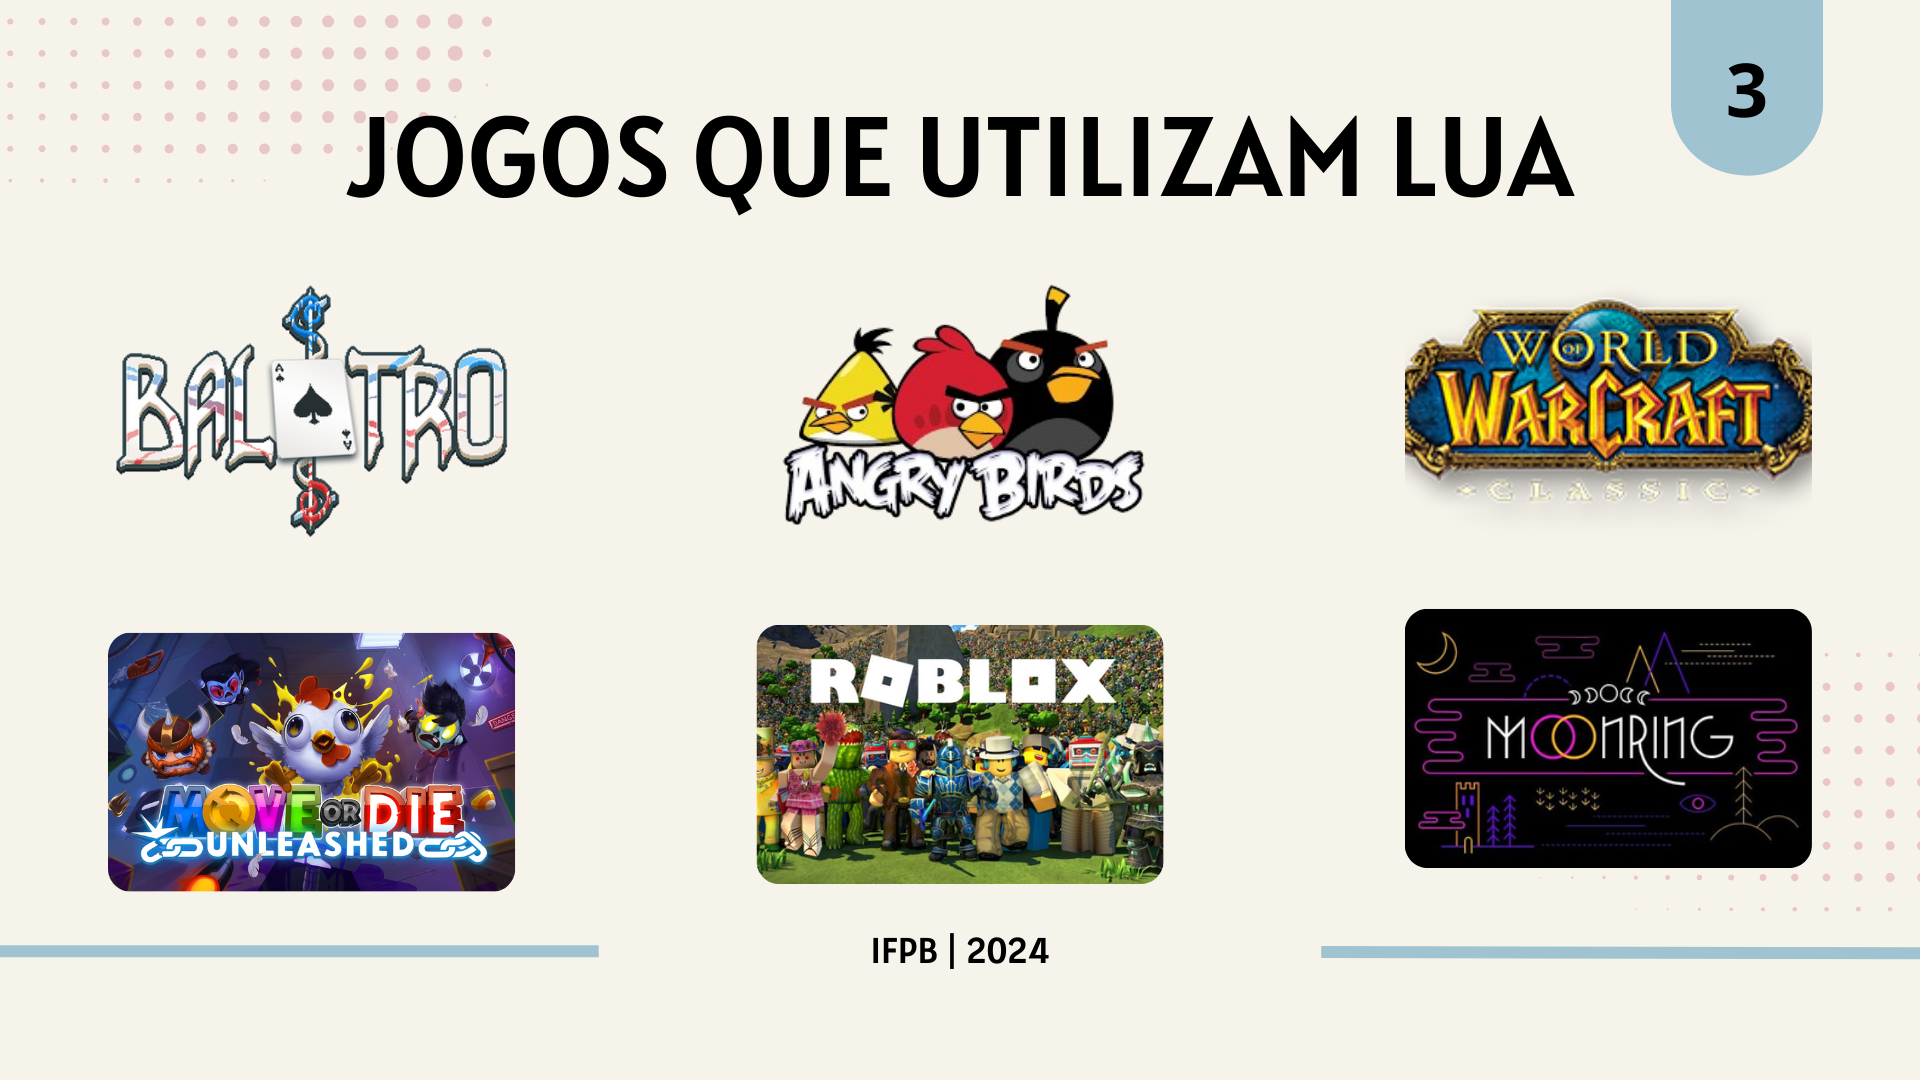 3
JOGOS QUE UTILIZAM LUA
BALATRO
A
A
ANGRY BIRDS
WORLD OF
WARCRAFT
CLASSIC
MOVE OR DIE
UNLEASHED
ROBLOX
MOONRING
IFPB | 2024